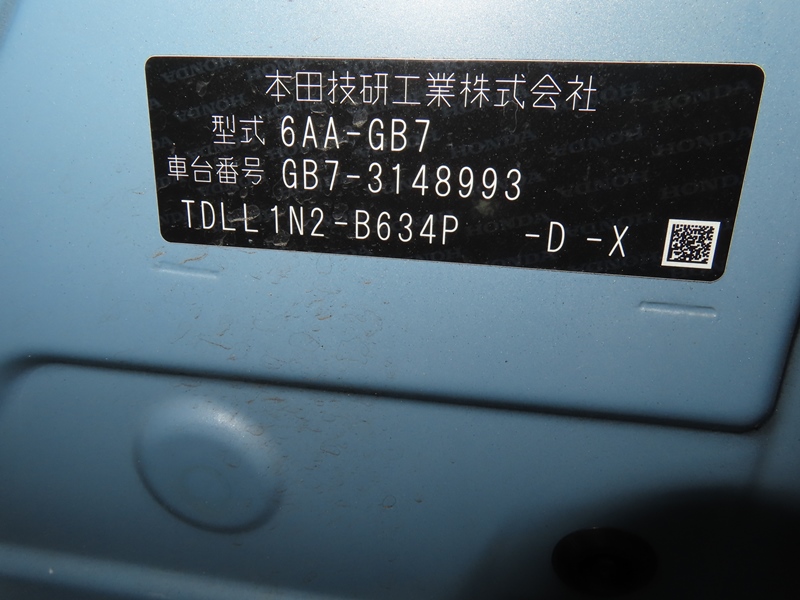 本田技研工業株式会社
型式 6AA-GB7
車台番号 GB7-3148993
TDLL1N2-B634P -D -X